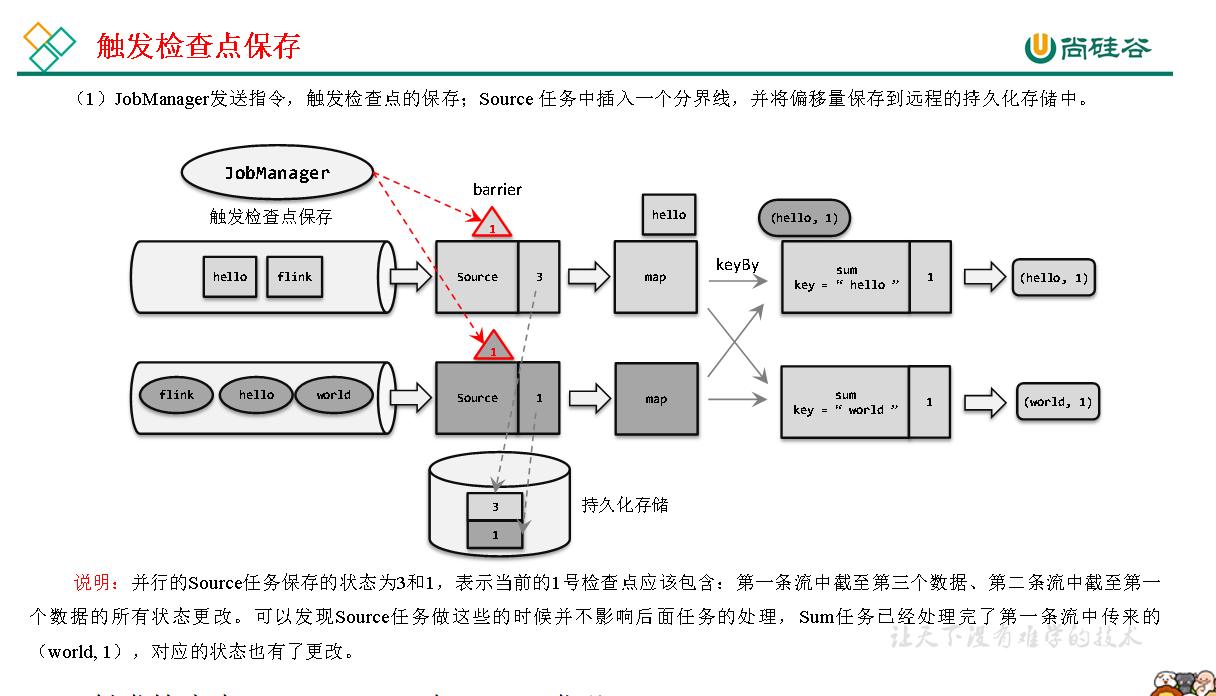 触发检查点保存
尚硅谷
（1）JobManager发送指令，触发检查点的保存；Source 任务中插入一个分界线，并将偏移量保存到远程的持久化存储中。
JobManager
触发检查点保存
barrier
1
hello
(hello, 1)
hello flink
Source 3
map
keyBy
sum
key = “ hello ”
1
(hello, 1)
1
flink hello world
Source 1
map
sum
key = “ world ”
1
(world, 1)
3
1
持久化存储
说明：并行的Source任务保存的状态为3和1，表示当前的1号检查点应该包含：第一条流中截至第三个数据、第二条流中截至第一
个数据的所有状态更改。可以发现Source任务做这些的时候并不影响后面任务的处理，Sum任务已经处理完了第一条流中传来的
（world, 1），对应的状态也有了更改。
让天下没有难学的技术